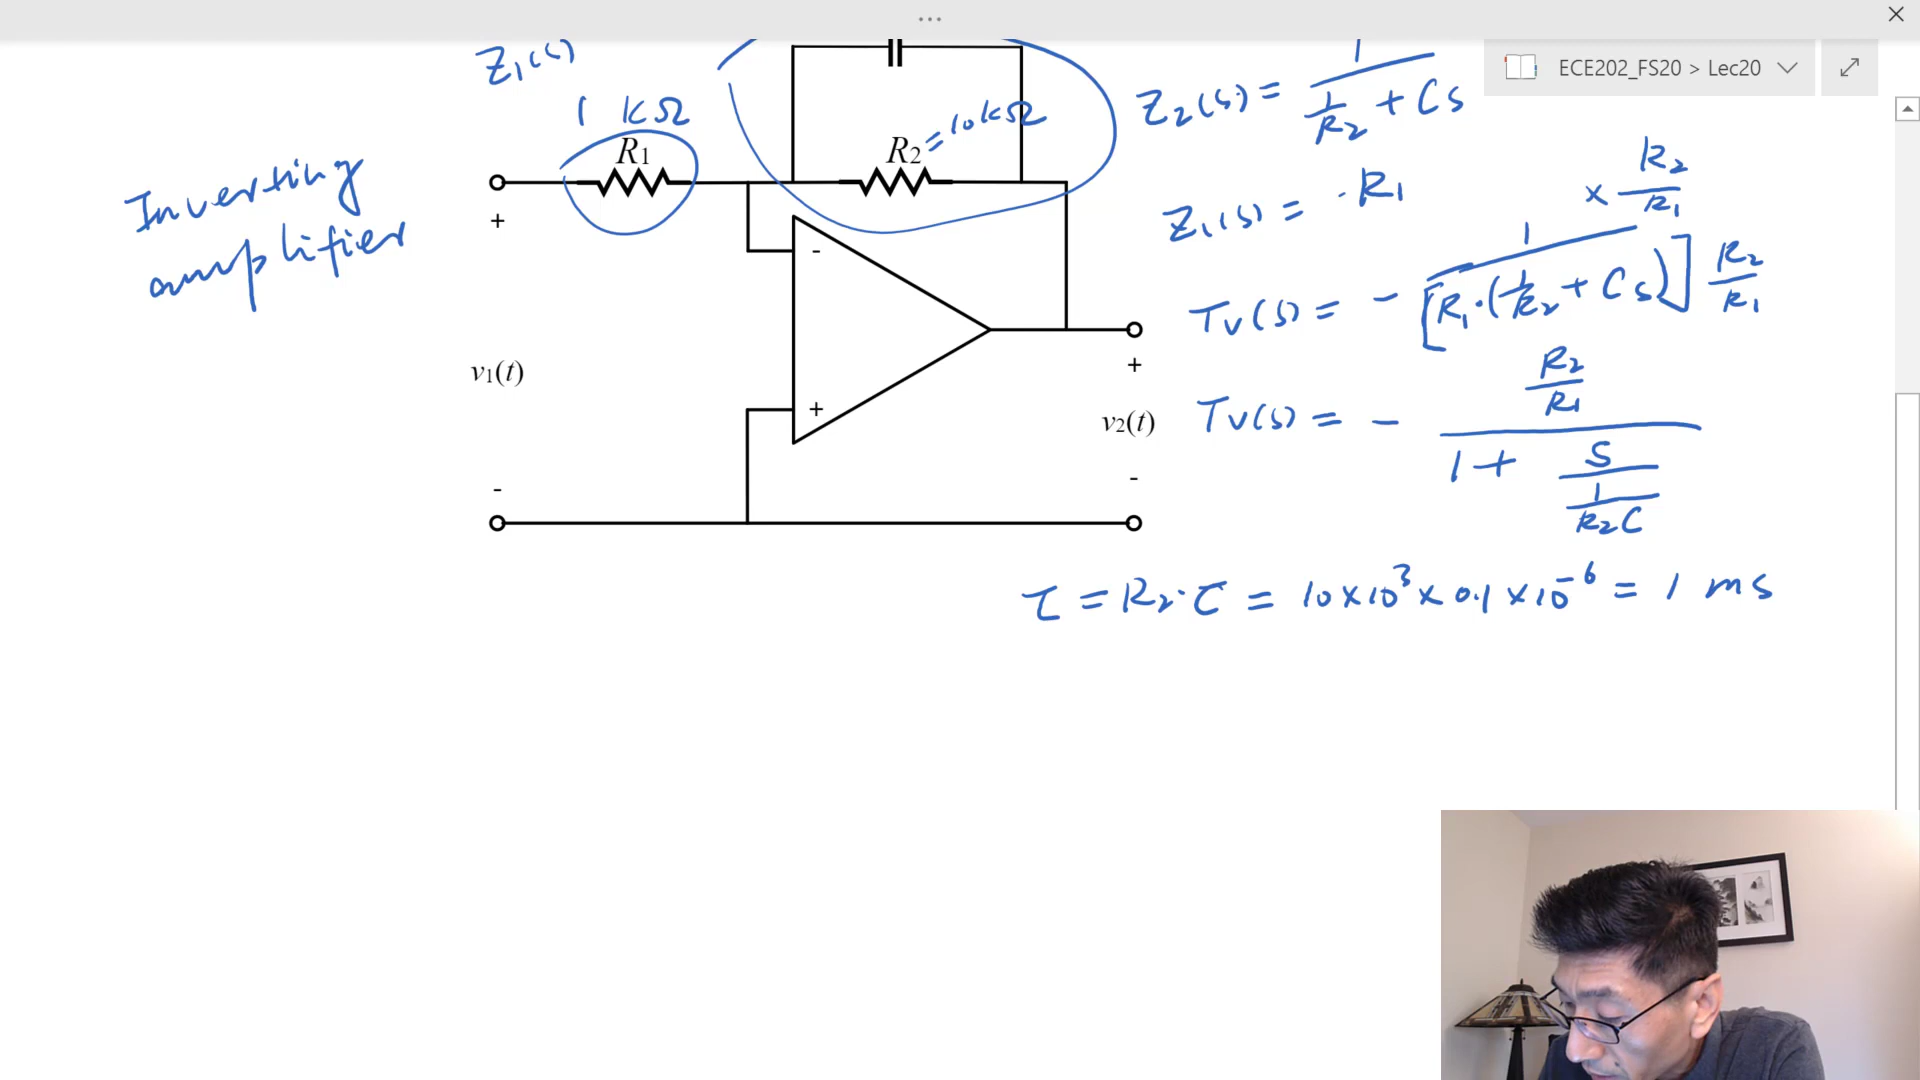 ...
ECE202_FS20 > Lec20
Z₁(s)
1 kΩ
R1
R2 = 10kΩ
Z₂(s) = 1 / (1/R₂ + Cs)
Z₁(s) = R₁
× R₂/R₁
Inverting
amplifier
+
-
+
v1(t)
v2(t)
+
-
-
Tv(s) = - 1 / [R₁·(1/R₂ + Cs)] R₂/R₁
Tv(s) = - (R₂/R₁) / (1 + s/(1/R₂C))
τ = R₂·C = 10×10³ × 0.1 × 10⁻⁶ = 1 ms